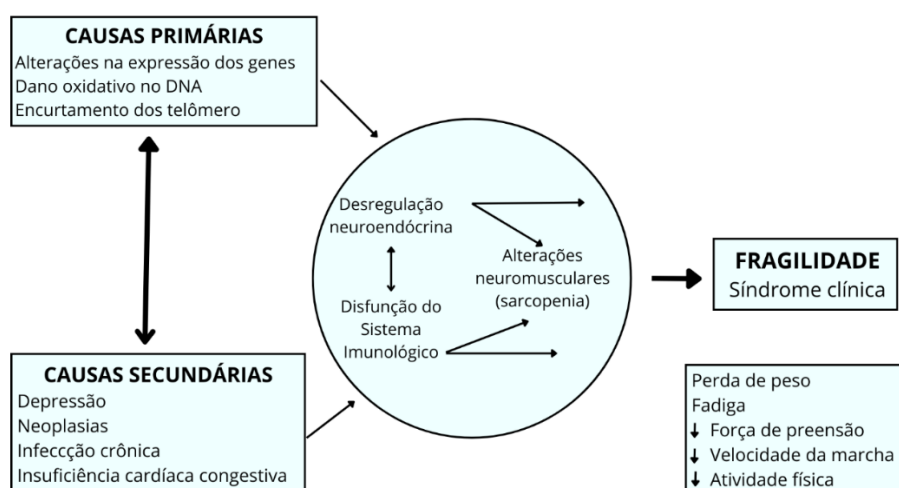 CAUSAS PRIMÁRIAS
Alterações na expressão dos genes
Dano oxidativo no DNA
Encurtamento dos telômero
Desregulação
neuroendócrina
Alterações
neuromusculares
(sarcopenia)
Disfunção do
Sistema
Imunológico
FRAGILIDADE
Síndrome clínica
CAUSAS SECUNDÁRIAS
Depressão
Neoplasias
Infeccção crônica
Insuficiência cardíaca congestiva
Perda de peso
Fadiga
↓ Força de preensão
↓ Velocidade da marcha
↓ Atividade física